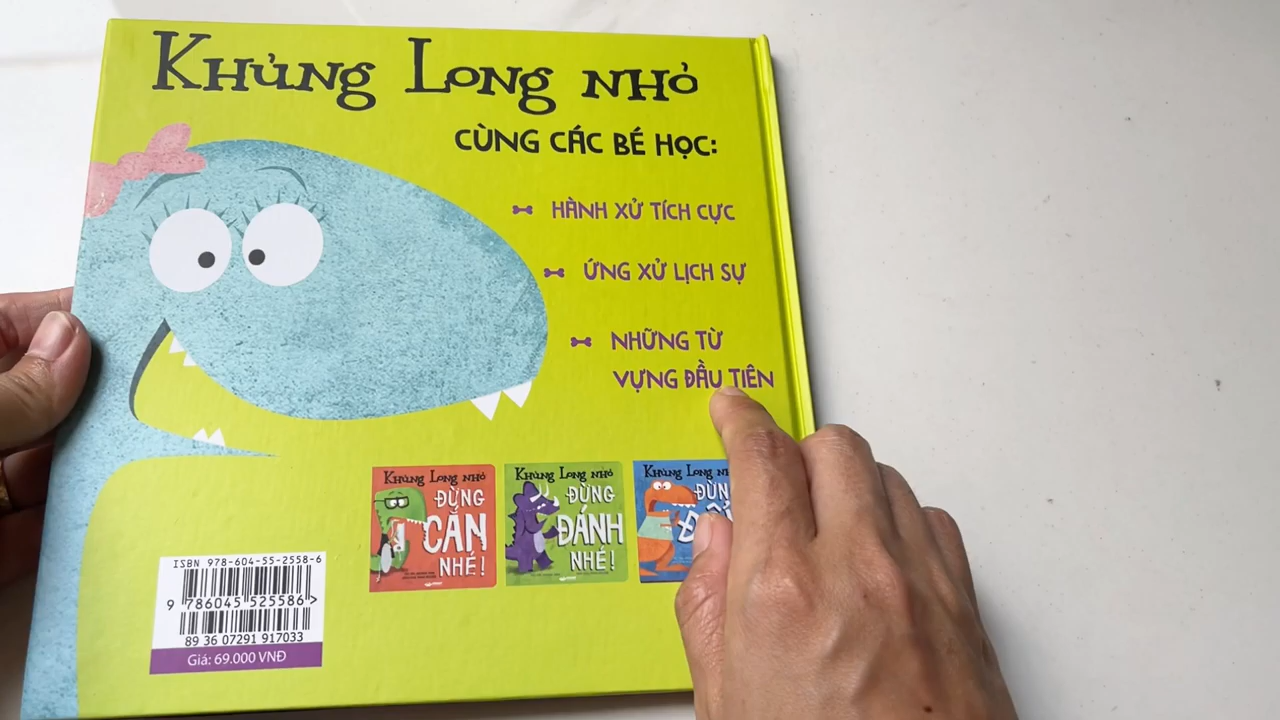 Khủng Long nhỏ
CÙNG CÁC BÉ HỌC:
HÀNH XỬ TÍCH CỰC
ỨNG XỬ LỊCH SỰ
NHỮNG TỪ
VỰNG ĐẦU TIÊN
Khủng Long nhỏ
ĐỪNG
CẮN
NHÉ!
Khủng Long nhỏ
ĐỪNG
ĐÁNH
NHÉ!
Khủng Long
ISBN 978-604-55-2558-6
9 786045 525586>
89 36 07291 917033
Giá: 69.000 VNĐ